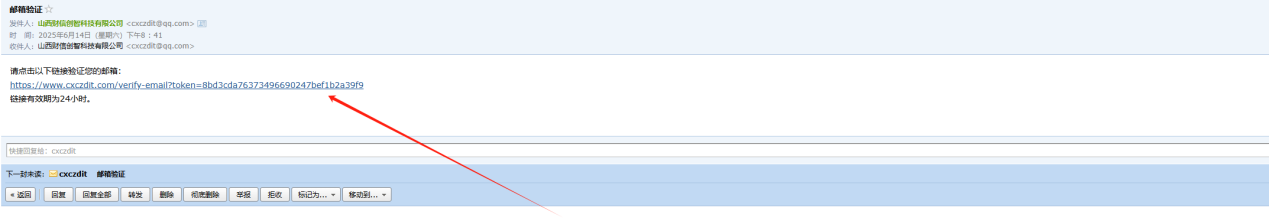 邮箱验证 ☆
发件人：山西财信创智科技有限公司 <cxczdit@qq.com>
时　间：2025年6月14日（星期六）下午8：41
收件人：山西财信创智科技有限公司 <cxczdit@qq.com>
请点击以下链接验证您的邮箱：
https://www.cxczdit.com/verify-email?token=8bd3cda76373496690247bef1b2a39f9
链接有效期为24小时。
快捷回复给：cxczdit
下一封未读：cxczdit 邮箱验证
« 返回 回复 回复全部 转发 删除 彻底删除 举报 拒收 标记为... 移动到...